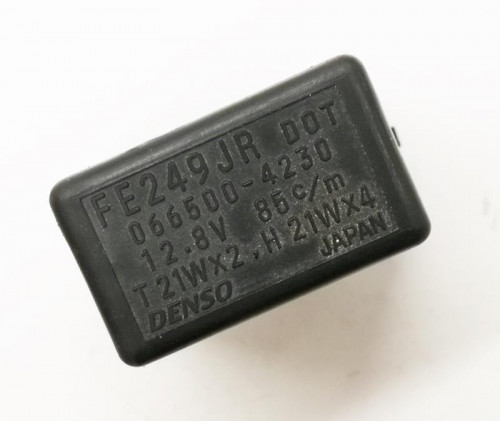 FE249JR DOT
066500-4230
12.8V 85c/m
T21WX2,H21WX4
DENSO JAPAN